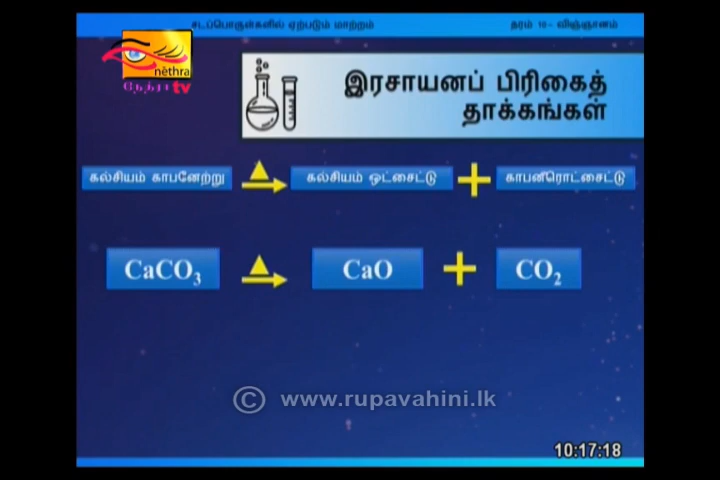 சடப்பொருள்களில் ஏற்படும் மாற்றம் தரம் 10 - விஞ்ஞானம்
nethra
நேத்ரா tv
இரசாயனப் பிரிகைத்
தாக்கங்கள்
கல்சியம் காபனேற்று Δ→ கல்சியம் ஒட்சைட்டு + காபனீரொட்சைட்டு
CaCO₃ Δ→ CaO + CO₂
© www.rupavahini.lk
10:17:18